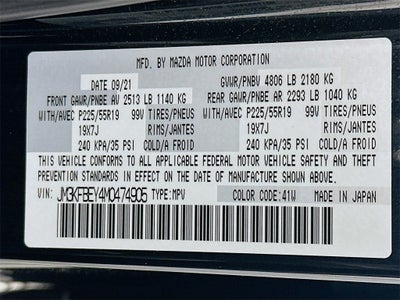 MFD. BY MAZDA MOTOR CORPORATION
DATE 09/21 GVWR/PNBV 4806 LB 2180 KG
FRONT GAWR/PNBE AV 2513 LB 1140 KG REAR GAWR/PNBE AR 2293 LB 1040 KG
WITH/AVEC P225/55R19 99V TIRES/PNEUS WITH/AVEC P225/55R19 99V TIRES/PNEUS
19X7J RIMS/JANTES 19X7J RIMS/JANTES
240 KPA/35 PSI COLD/A FROID 240 KPA/35 PSI COLD/A FROID
THIS VEHICLE CONFORMS TO ALL APPLICABLE FEDERAL MOTOR VEHICLE SAFETY AND THEFT
PREVENTION STANDARDS IN EFFECT ON THE DATE OF MANUFACTURE SHOWN ABOVE.
VIN: JM3KFBEY4M0474905 TYPE:MPV COLOR CODE:41W MADE IN JAPAN